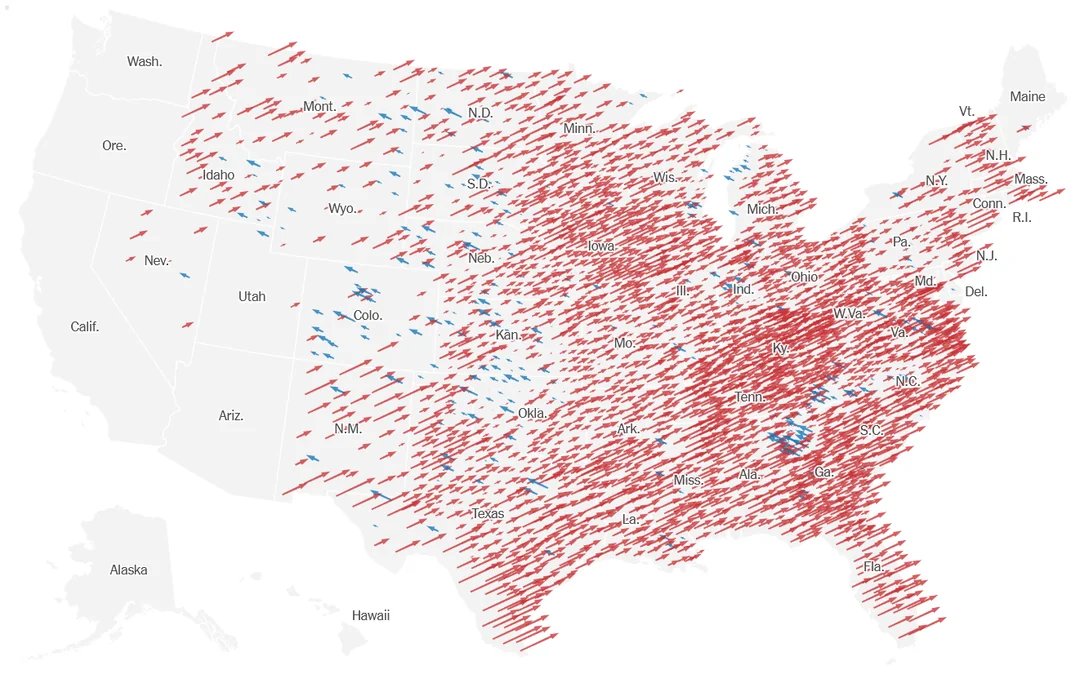 Wash.
Maine
Mont.
N.D.
Vt.
Minn.
Ore.
N.H.
Idaho
Wis.
S.D.
N.Y.
Mass.
Wyo.
Mich.
Conn.
R.I.
Iowa
Pa.
Nev.
Neb.
N.J.
Ohio
Md.
Utah
Ill.
Ind.
Del.
Colo.
W.Va.
Calif.
Kan.
Mo.
Va.
Ky.
N.C.
Tenn.
Ariz.
Okla.
N.M.
Ark.
S.C.
Ala.
Ga.
Miss.
Texas
La.
Fla.
Alaska
Hawaii